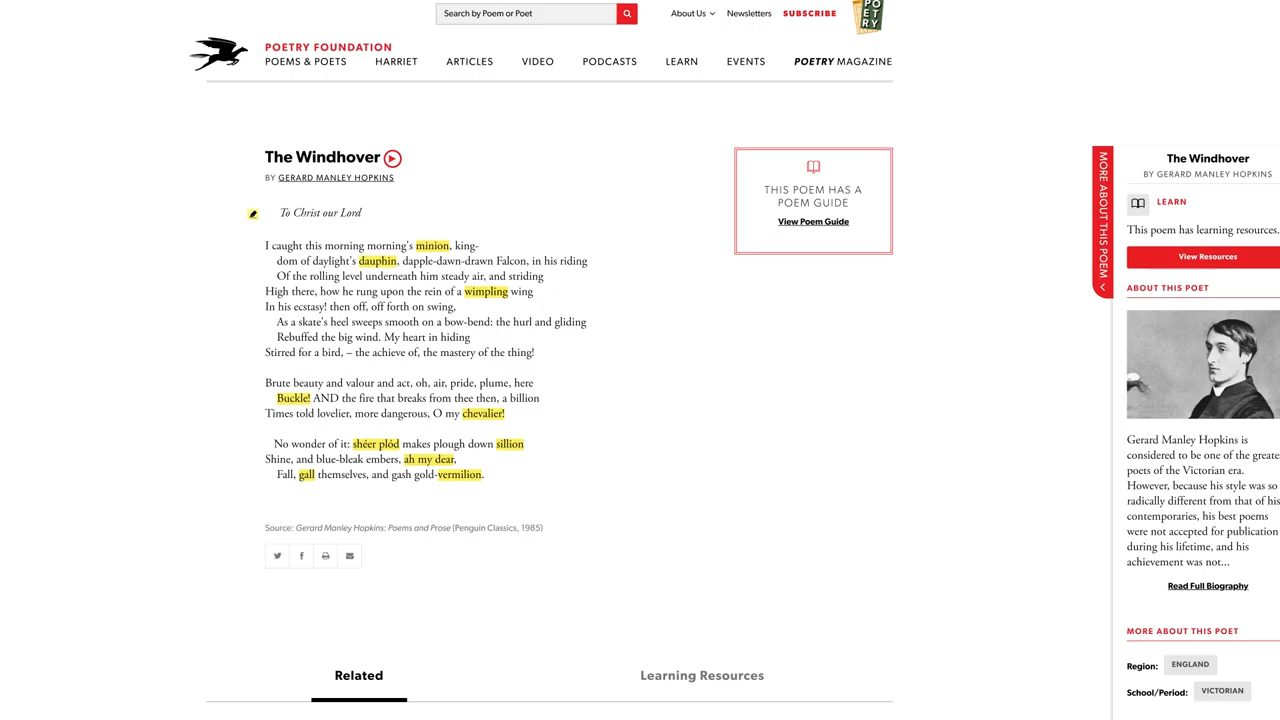 Search by Poem or Poet
About Us
Newsletters
SUBSCRIBE
PO
ET
RY
POETRY FOUNDATION
POEMS & POETS
HARRIET
ARTICLES
VIDEO
PODCASTS
LEARN
EVENTS
POETRY MAGAZINE
The Windhover
BY GERARD MANLEY HOPKINS
To Christ our Lord
I caught this morning morning's minion, king-
dom of daylight's dauphin, dapple-dawn-drawn Falcon, in his riding
Of the rolling level underneath him steady air, and striding
High there, how he rung upon the rein of a wimpling wing
In his ecstasy! then off, off forth on swing,
As a skate's heel sweeps smooth on a bow-bend: the hurl and gliding
Rebuffed the big wind. My heart in hiding
Stirred for a bird, – the achieve of, the mastery of the thing!
Brute beauty and valour and act, oh, air, pride, plume, here
Buckle! AND the fire that breaks from thee then, a billion
Times told lovelier, more dangerous, O my chevalier!
No wonder of it: shéer plód makes plough down sillion
Shine, and blue-bleak embers, ah my dear,
Fall, gall themselves, and gash gold-vermilion.
Source: Gerard Manley Hopkins: Poems and Prose (Penguin Classics, 1985)
THIS POEM HAS A
POEM GUIDE
View Poem Guide
Related
Learning Resources
MORE ABOUT THIS POEM
The Windhover
BY GERARD MANLEY HOPKINS
LEARN
This poem has learning resources.
View Resources
ABOUT THIS POET
Gerard Manley Hopkins is
considered to be one of the greate
poets of the Victorian era.
However, because his style was so
radically different from that of his
contemporaries, his best poems
were not accepted for publication
during his lifetime, and his
achievement was not...
Read Full Biography
MORE ABOUT THIS POET
Region: ENGLAND
School/Period: VICTORIAN